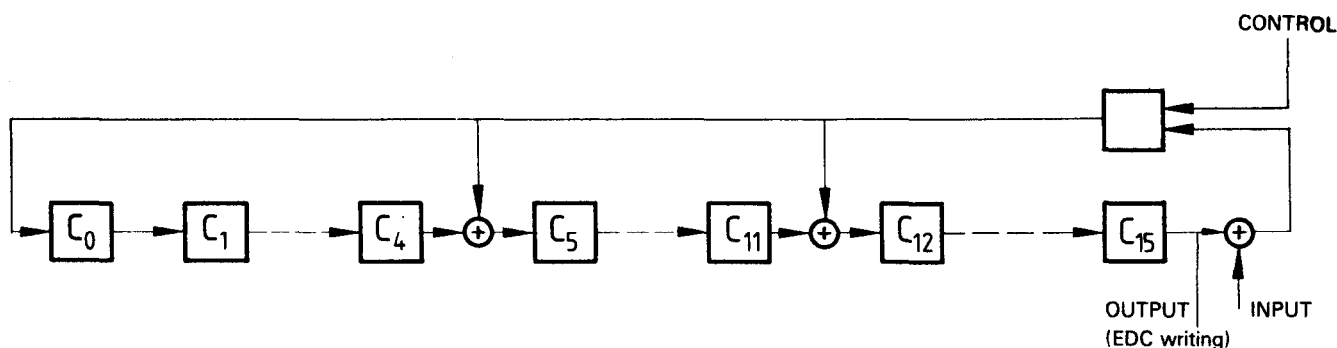 CONTROL
C0 C1 C4 + C5 C11 + C12 C15 +
OUTPUT INPUT
(EDC writing)